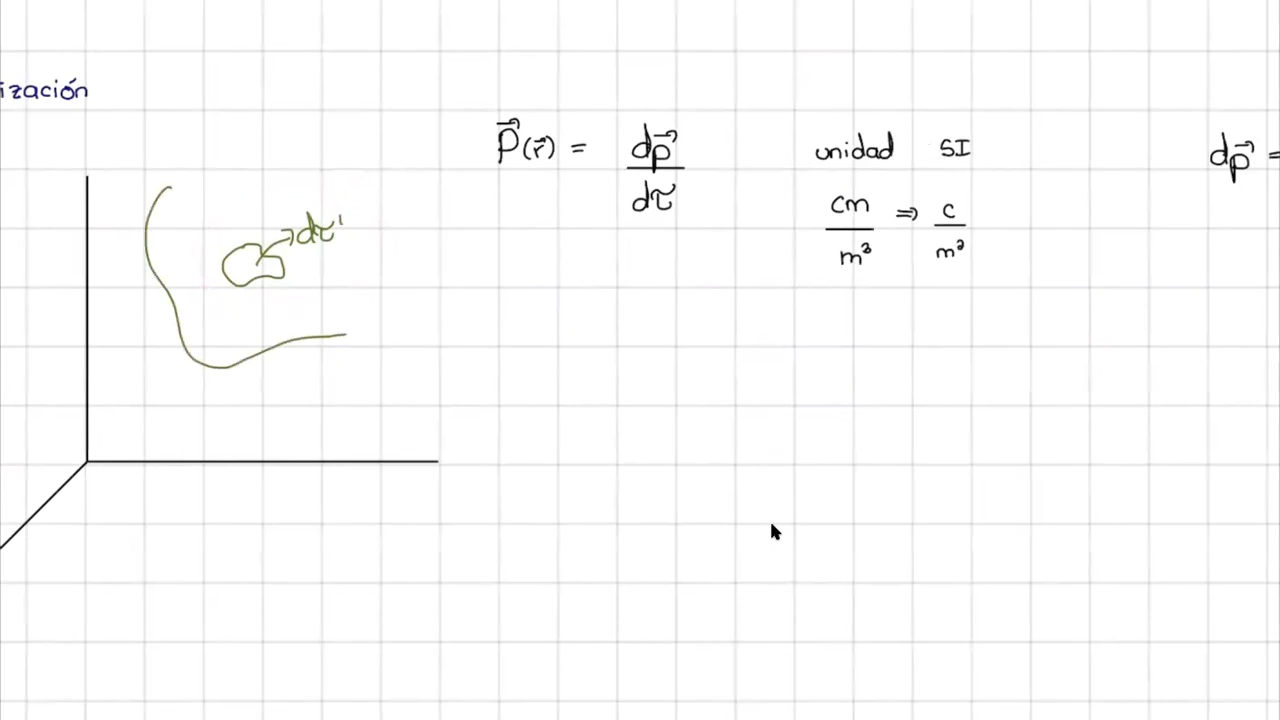 ización
dτ'
P⃗(r⃗) = dp⃗/dτ
unidad SI
cm/m³ ⇒ c/m²
dp⃗ =